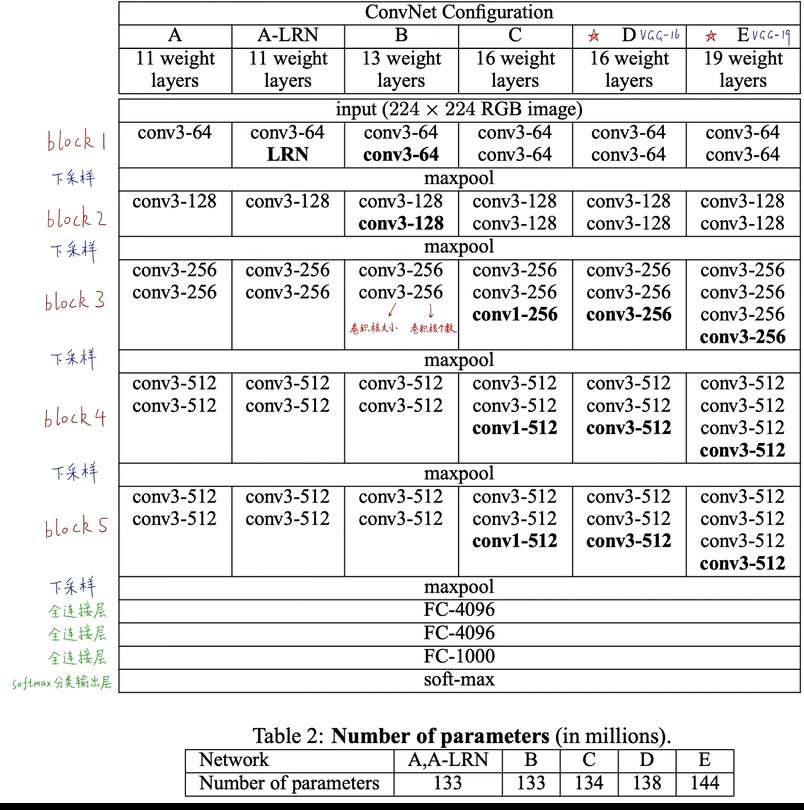 ConvNet Configuration
A A-LRN B C ☆ D VGG-16 ☆ E VGG-19
11 weight 11 weight 13 weight 16 weight 16 weight 19 weight
layers layers layers layers layers layers
input (224 × 224 RGB image)
block 1 conv3-64 conv3-64 conv3-64 conv3-64 conv3-64 conv3-64
LRN conv3-64 conv3-64 conv3-64 conv3-64
下采样 maxpool
block 2 conv3-128 conv3-128 conv3-128 conv3-128 conv3-128 conv3-128
conv3-128 conv3-128 conv3-128 conv3-128
下采样 maxpool
conv3-256 conv3-256 conv3-256 conv3-256 conv3-256 conv3-256
block 3 conv3-256 conv3-256 conv3-256 conv3-256 conv3-256 conv3-256
conv1-256 conv3-256 conv3-256
卷积核大小 卷积核个数 conv3-256
下采样 maxpool
conv3-512 conv3-512 conv3-512 conv3-512 conv3-512 conv3-512
block 4 conv3-512 conv3-512 conv3-512 conv3-512 conv3-512 conv3-512
conv1-512 conv3-512 conv3-512
conv3-512
下采样 maxpool
conv3-512 conv3-512 conv3-512 conv3-512 conv3-512 conv3-512
block 5 conv3-512 conv3-512 conv3-512 conv3-512 conv3-512 conv3-512
conv1-512 conv3-512 conv3-512
conv3-512
下采样 maxpool
全连接层 FC-4096
全连接层 FC-4096
全连接层 FC-1000
softmax分类输出层 soft-max
Table 2: Number of parameters (in millions).
Network A,A-LRN B C D E
Number of parameters 133 133 134 138 144